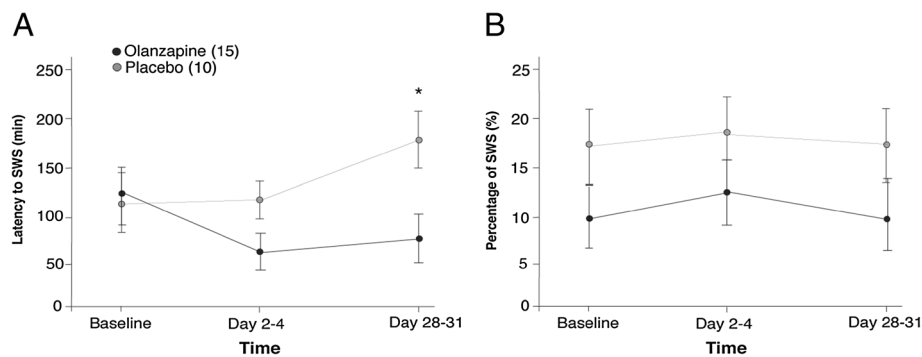 A
Olanzapine (15)
Placebo (10)
Latency to SWS (min)
250
200
150
100
50
0
*
Baseline
Day 2-4
Day 28-31
Time
B
Percentage of SWS (%)
25
20
15
10
5
0
Baseline
Day 2-4
Day 28-31
Time